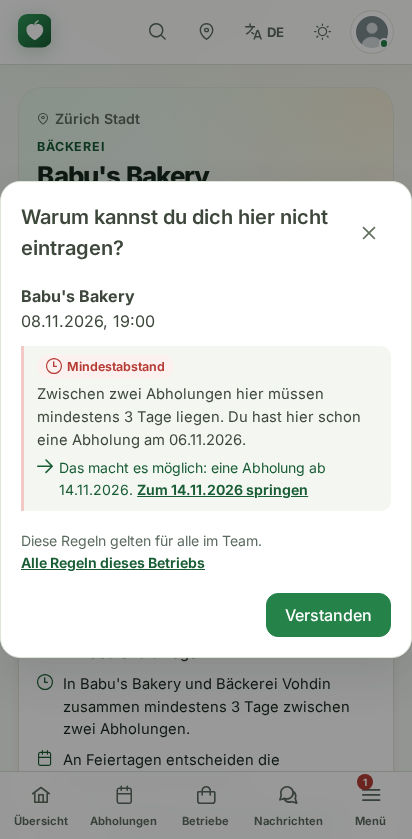 DE
Zürich Stadt
BÄCKEREI
Babu's Bakery
Warum kannst du dich hier nicht
eintragen?
Babu's Bakery
08.11.2026, 19:00
Mindestabstand
Zwischen zwei Abholungen hier müssen
mindestens 3 Tage liegen. Du hast hier schon
eine Abholung am 06.11.2026.
Das macht es möglich: eine Abholung ab
14.11.2026. Zum 14.11.2026 springen
Diese Regeln gelten für alle im Team.
Alle Regeln dieses Betriebs
Verstanden
In Babu's Bakery und Bäckerei Vohdin
zusammen mindestens 3 Tage zwischen
zwei Abholungen.
An Feiertagen entscheiden die
1
Übersicht Abholungen Betriebe Nachrichten Menü